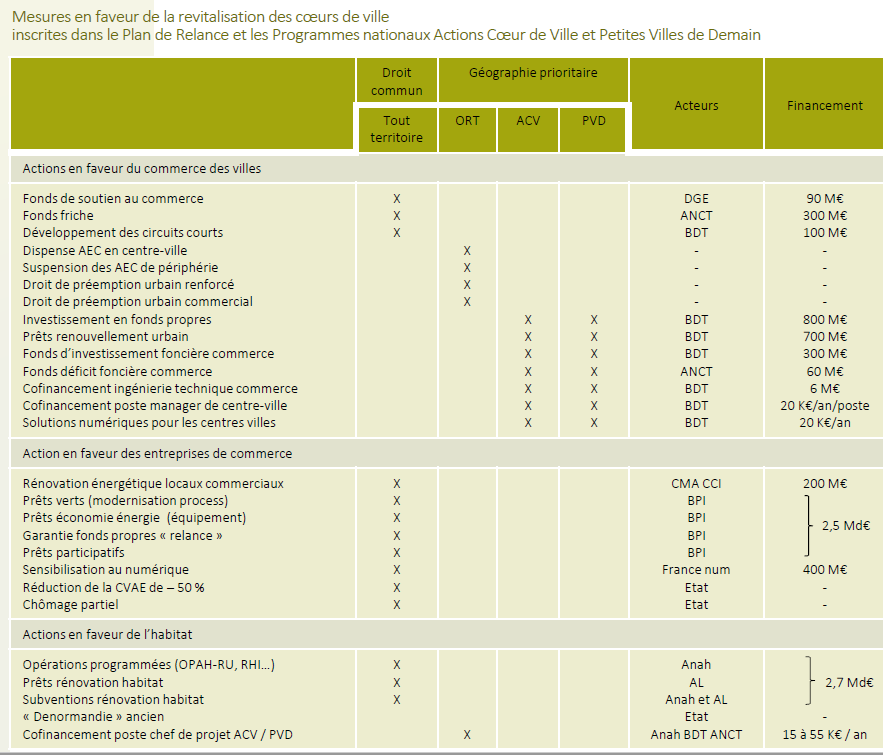 Mesures en faveur de la revitalisation des cœurs de ville
inscrites dans le Plan de Relance et les Programmes nationaux Actions Cœur de Ville et Petites Villes de Demain
Droit commun Géographie prioritaire Acteurs Financement
Tout territoire ORT ACV PVD
Actions en faveur du commerce des villes
Fonds de soutien au commerce X DGE 90 M€
Fonds friche X ANCT 300 M€
Développement des circuits courts X BDT 100 M€
Dispense AEC en centre-ville X - -
Suspension des AEC de périphérie X - -
Droit de préemption urbain renforcé X - -
Droit de préemption urbain commercial X - -
Investissement en fonds propres X X BDT 800 M€
Prêts renouvellement urbain X X BDT 700 M€
Fonds d’investissement foncière commerce X X BDT 300 M€
Fonds déficit foncière commerce X X ANCT 60 M€
Cofinancement ingénierie technique commerce X X BDT 6 M€
Cofinancement poste manager de centre-ville X X BDT 20 K€/an/poste
Solutions numériques pour les centres villes X X BDT 20 K€/an
Action en faveur des entreprises de commerce
Rénovation énergétique locaux commerciaux X CMA CCI 200 M€
Prêts verts (modernisation process) X BPI
Prêts économie énergie (équipement) X BPI
2,5 Md€
Garantie fonds propres « relance » X BPI
Prêts participatifs X BPI
Sensibilisation au numérique X France num 400 M€
Réduction de la CVAE de – 50 % X Etat -
Chômage partiel X Etat -
Actions en faveur de l’habitat
Opérations programmées (OPAH-RU, RHI…) X Anah
Prêts rénovation habitat X AL 2,7 Md€
Subventions rénovation habitat X Anah et AL
« Denormandie » ancien Etat -
Cofinancement poste chef de projet ACV / PVD X Anah BDT ANCT 15 à 55 K€ / an